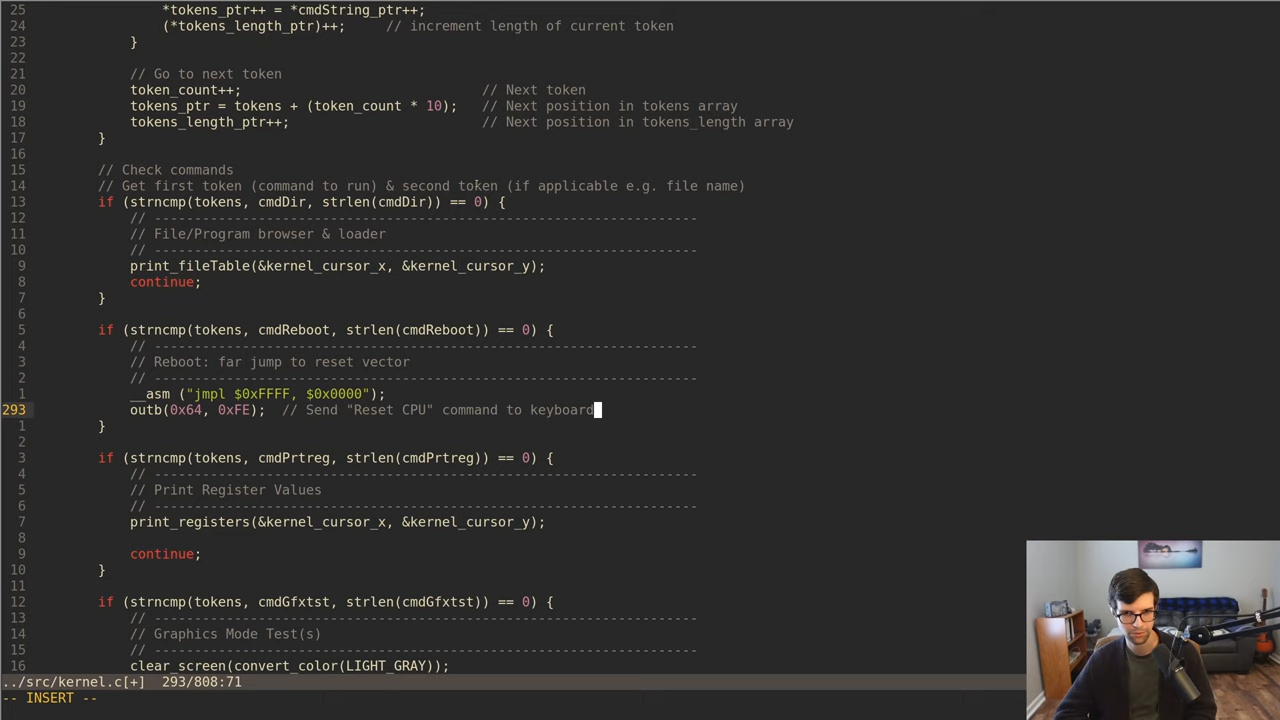 25                 *tokens_ptr++ = *cmdString_ptr++;
24                 (*tokens_length_ptr)++;     // increment length of current token
23             }
22
21             // Go to next token
20             token_count++;                              // Next token
19             tokens_ptr = tokens + (token_count * 10);   // Next position in tokens array
18             tokens_length_ptr++;                        // Next position in tokens_length array
17         }
16
15         // Check commands
14         // Get first token (command to run) & second token (if applicable e.g. file name)
13         if (strncmp(tokens, cmdDir, strlen(cmdDir)) == 0) {
12             // --------------------------------------------------------------------
11             // File/Program browser & loader
10             // --------------------------------------------------------------------
9             print_fileTable(&kernel_cursor_x, &kernel_cursor_y);
8             continue;
7         }
6
5         if (strncmp(tokens, cmdReboot, strlen(cmdReboot)) == 0) {
4             // --------------------------------------------------------------------
3             // Reboot: far jump to reset vector
2             // --------------------------------------------------------------------
1             __asm ("jmpl $0xFFFF, $0x0000");
293             outb(0x64, 0xFE);  // Send "Reset CPU" command to keyboard
1         }
2
3         if (strncmp(tokens, cmdPrtreg, strlen(cmdPrtreg)) == 0) {
4             // --------------------------------------------------------------------
5             // Print Register Values
6             // --------------------------------------------------------------------
7             print_registers(&kernel_cursor_x, &kernel_cursor_y);
8
9             continue;
10         }
11
12         if (strncmp(tokens, cmdGfxtst, strlen(cmdGfxtst)) == 0) {
13             // --------------------------------------------------------------------
14             // Graphics Mode Test(s)
15             // --------------------------------------------------------------------
16             clear_screen(convert_color(LIGHT_GRAY));
../src/kernel.c[+]  293/808:71
-- INSERT --